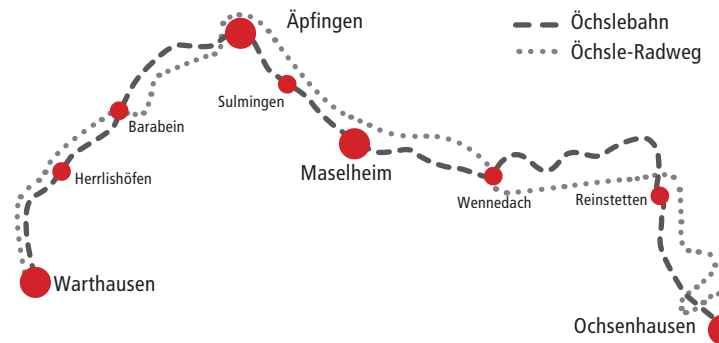 Äpfingen
Öchslebahn
Öchsle-Radweg
Sulmingen
Barabein
Maselheim
Herrlishöfen
Wennedach
Reinstetten
Warthausen
Ochsenhausen